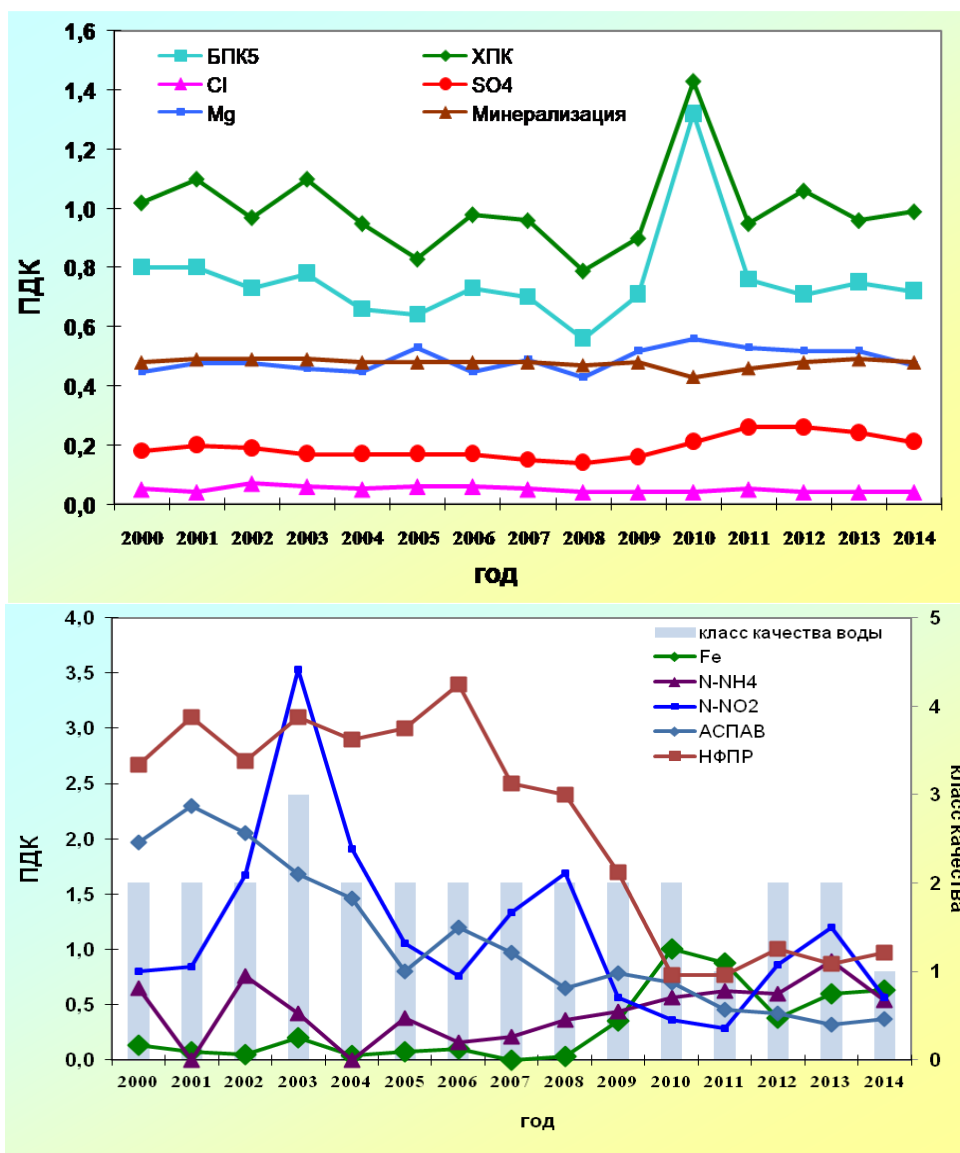 1,6
1,4
1,2
1,0
0,8
0,6
0,4
0,2
0,0
ПДК
БПК5
ХПК
Cl
SO4
Mg
Минерализация
2000 2001 2002 2003 2004 2005 2006 2007 2008 2009 2010 2011 2012 2013 2014
год
4,0
3,5
3,0
2,5
2,0
1,5
1,0
0,5
0,0
ПДК
класс качества воды
Fe
N-NH4
N-NO2
АСПАВ
НФПР
5
4
3
2
1
0
класс качества
2000 2001 2002 2003 2004 2005 2006 2007 2008 2009 2010 2011 2012 2013 2014
год